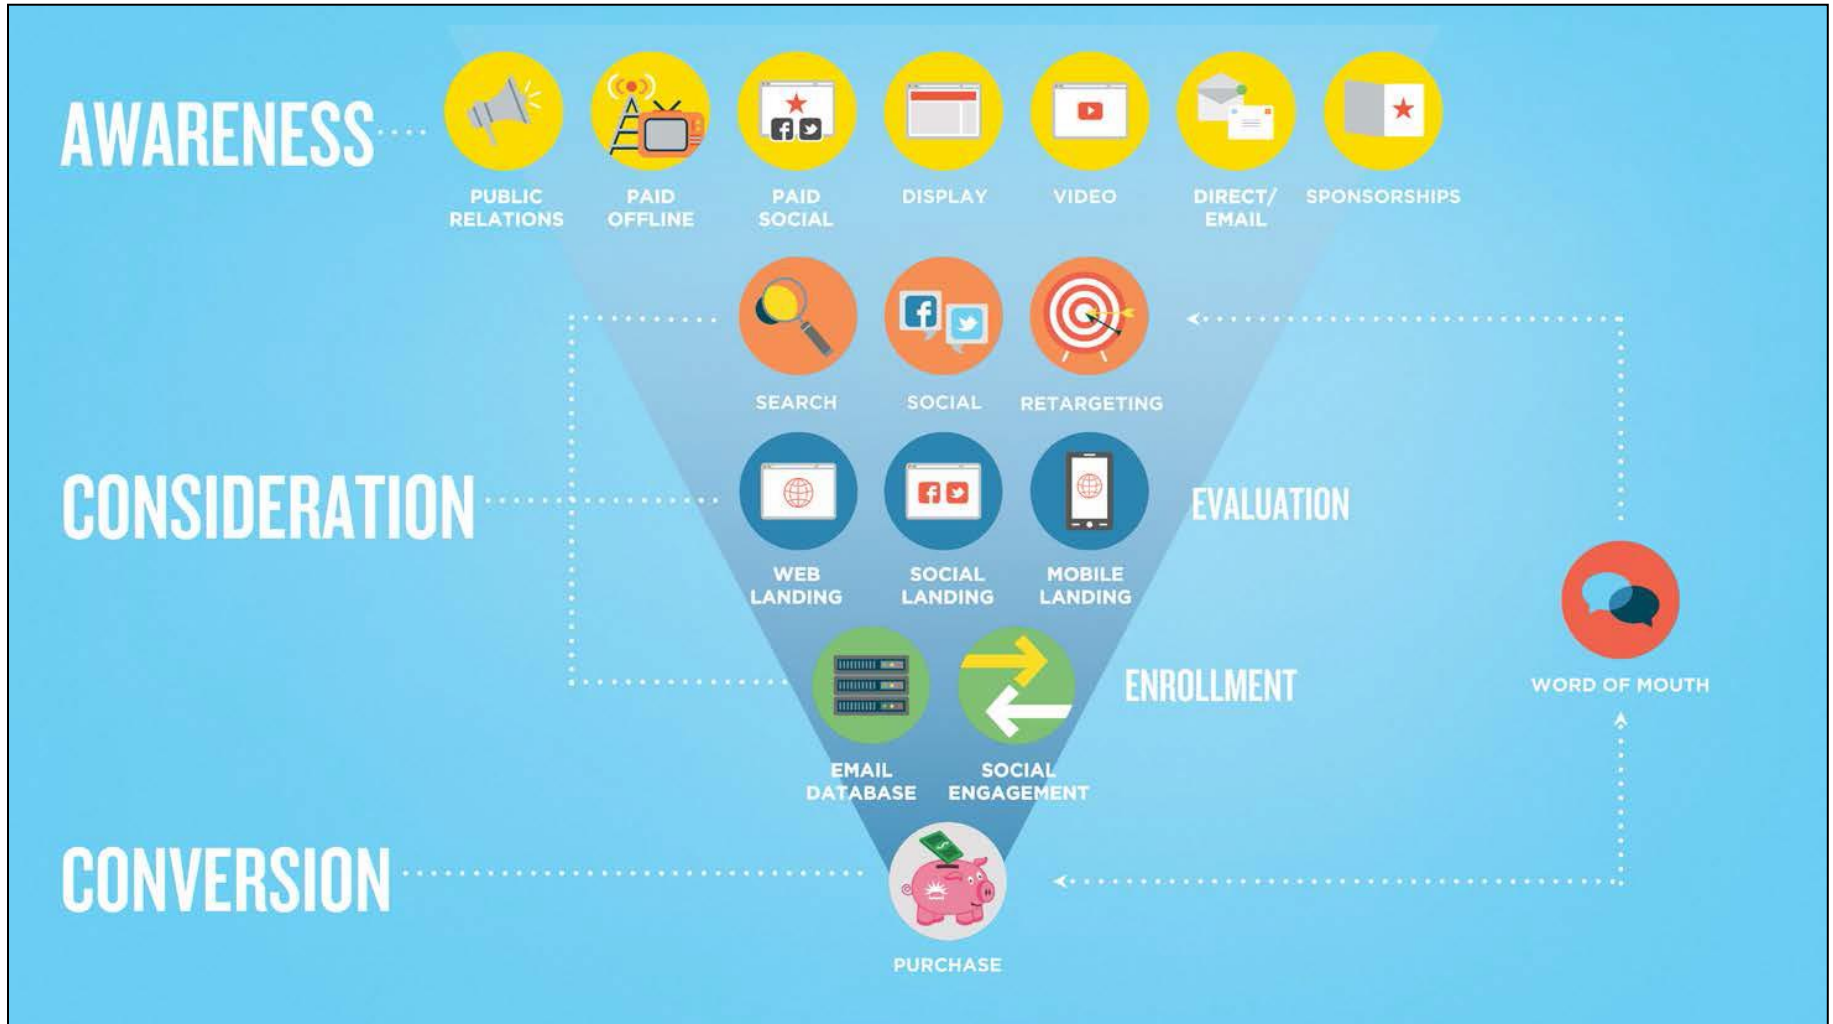 AWARENESS
PUBLIC
RELATIONS
PAID
OFFLINE
PAID
SOCIAL
DISPLAY
VIDEO
DIRECT/
EMAIL
SPONSORSHIPS
SEARCH
SOCIAL
RETARGETING
CONSIDERATION
WEB
LANDING
SOCIAL
LANDING
MOBILE
LANDING
EVALUATION
EMAIL
DATABASE
SOCIAL
ENGAGEMENT
ENROLLMENT
WORD OF MOUTH
CONVERSION
PURCHASE